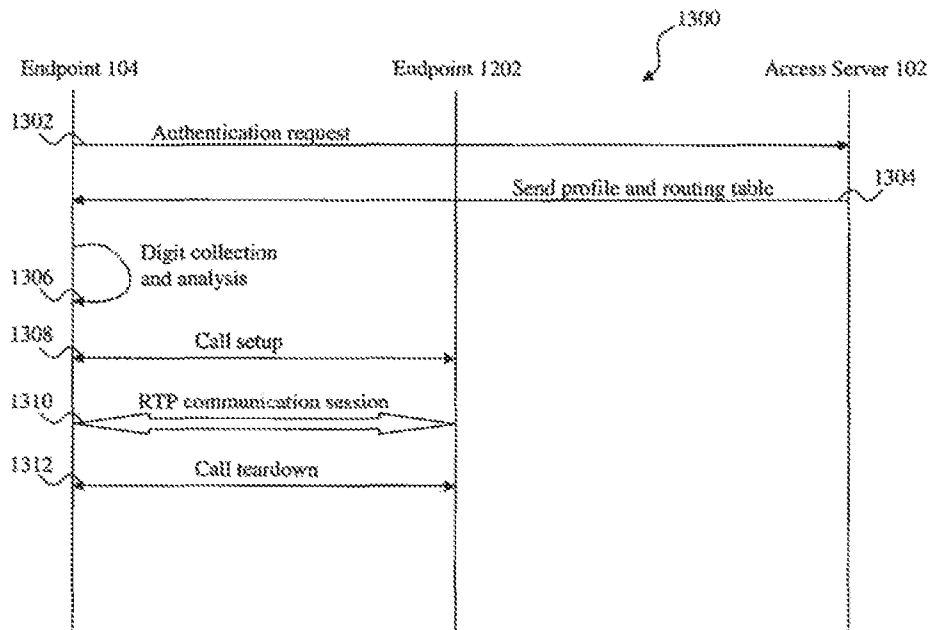 1300
Endpoint 104
Endpoint 1202
Access Server 102
1302
Authentication request
Send profile and routing table
1304
Digit collection
and analysis
1306
1308
Call setup
1310
RTP communication session
1312
Call teardown